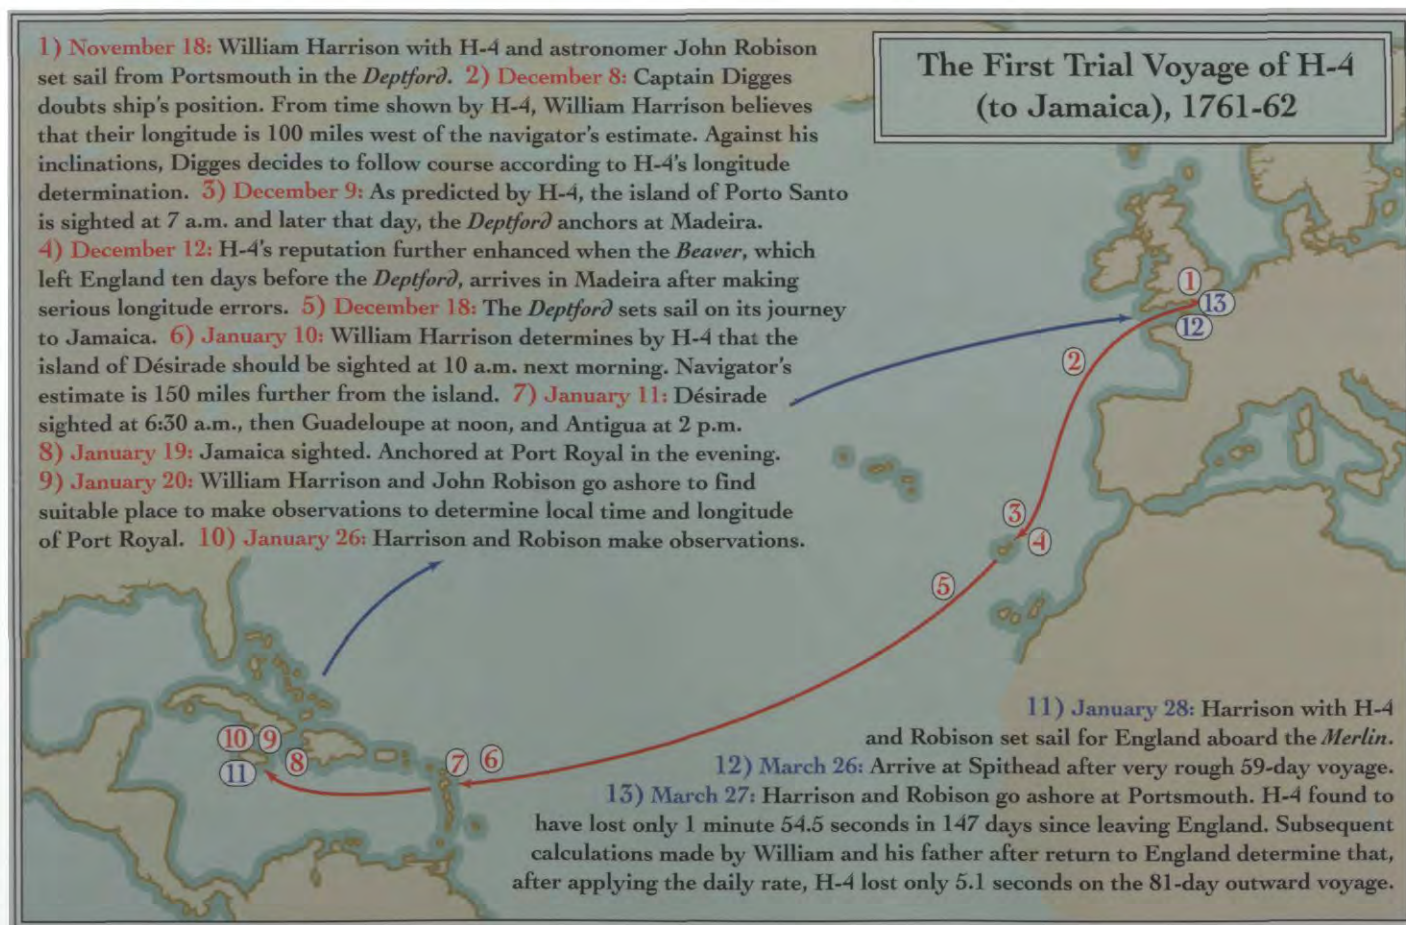 1) November 18: William Harrison with H-4 and astronomer John Robison
set sail from Portsmouth in the Deptford. 2) December 8: Captain Digges
doubts ship's position. From time shown by H-4, William Harrison believes
that their longitude is 100 miles west of the navigator's estimate. Against his
inclinations, Digges decides to follow course according to H-4's longitude
determination. 3) December 9: As predicted by H-4, the island of Porto Santo
is sighted at 7 a.m. and later that day, the Deptford anchors at Madeira.
4) December 12: H-4's reputation further enhanced when the Beaver, which
left England ten days before the Deptford, arrives in Madeira after making
serious longitude errors. 5) December 18: The Deptford sets sail on its journey
to Jamaica. 6) January 10: William Harrison determines by H-4 that the
island of Désirade should be sighted at 10 a.m. next morning. Navigator's
estimate is 150 miles further from the island. 7) January 11: Désirade
sighted at 6:30 a.m., then Guadeloupe at noon, and Antigua at 2 p.m.
8) January 19: Jamaica sighted. Anchored at Port Royal in the evening.
9) January 20: William Harrison and John Robison go ashore to find
suitable place to make observations to determine local time and longitude
of Port Royal. 10) January 26: Harrison and Robison make observations.
The First Trial Voyage of H-4
(to Jamaica), 1761-62
1
13
12
2
3
4
5
6
7
8
9
10
11
11) January 28: Harrison with H-4
and Robison set sail for England aboard the Merlin.
12) March 26: Arrive at Spithead after very rough 59-day voyage.
13) March 27: Harrison and Robison go ashore at Portsmouth. H-4 found to
have lost only 1 minute 54.5 seconds in 147 days since leaving England. Subsequent
calculations made by William and his father after return to England determine that,
after applying the daily rate, H-4 lost only 5.1 seconds on the 81-day outward voyage.